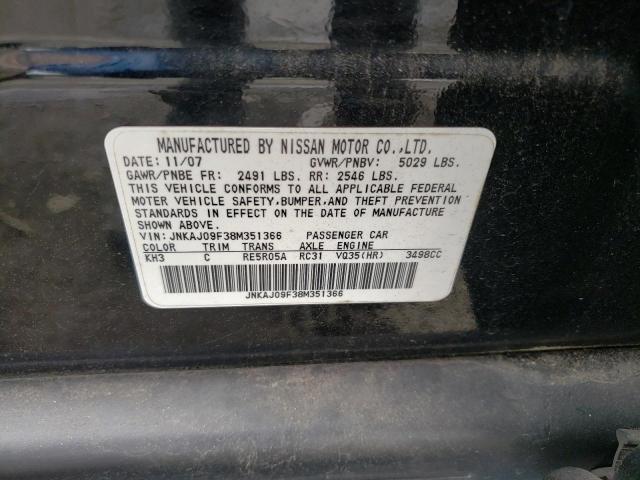 MANUFACTURED BY NISSAN MOTOR CO.,LTD.
DATE: 11/07 GVWR/PNBV: 5029 LBS.
GAWR/PNBE FR: 2491 LBS. RR: 2546 LBS.
THIS VEHICLE CONFORMS TO ALL APPLICABLE FEDERAL
MOTOR VEHICLE SAFETY,BUMPER,AND THEFT PREVENTION
STANDARDS IN EFFECT ON THE DATE OF MANUFACTURE
SHOWN ABOVE.
VIN: JNKAJ09F38M351366 PASSENGER CAR
COLOR TRIM TRANS AXLE ENGINE
KH3 C RE5R05A RC31 VQ35(HR) 3498CC
JNKAJ09F38M351366